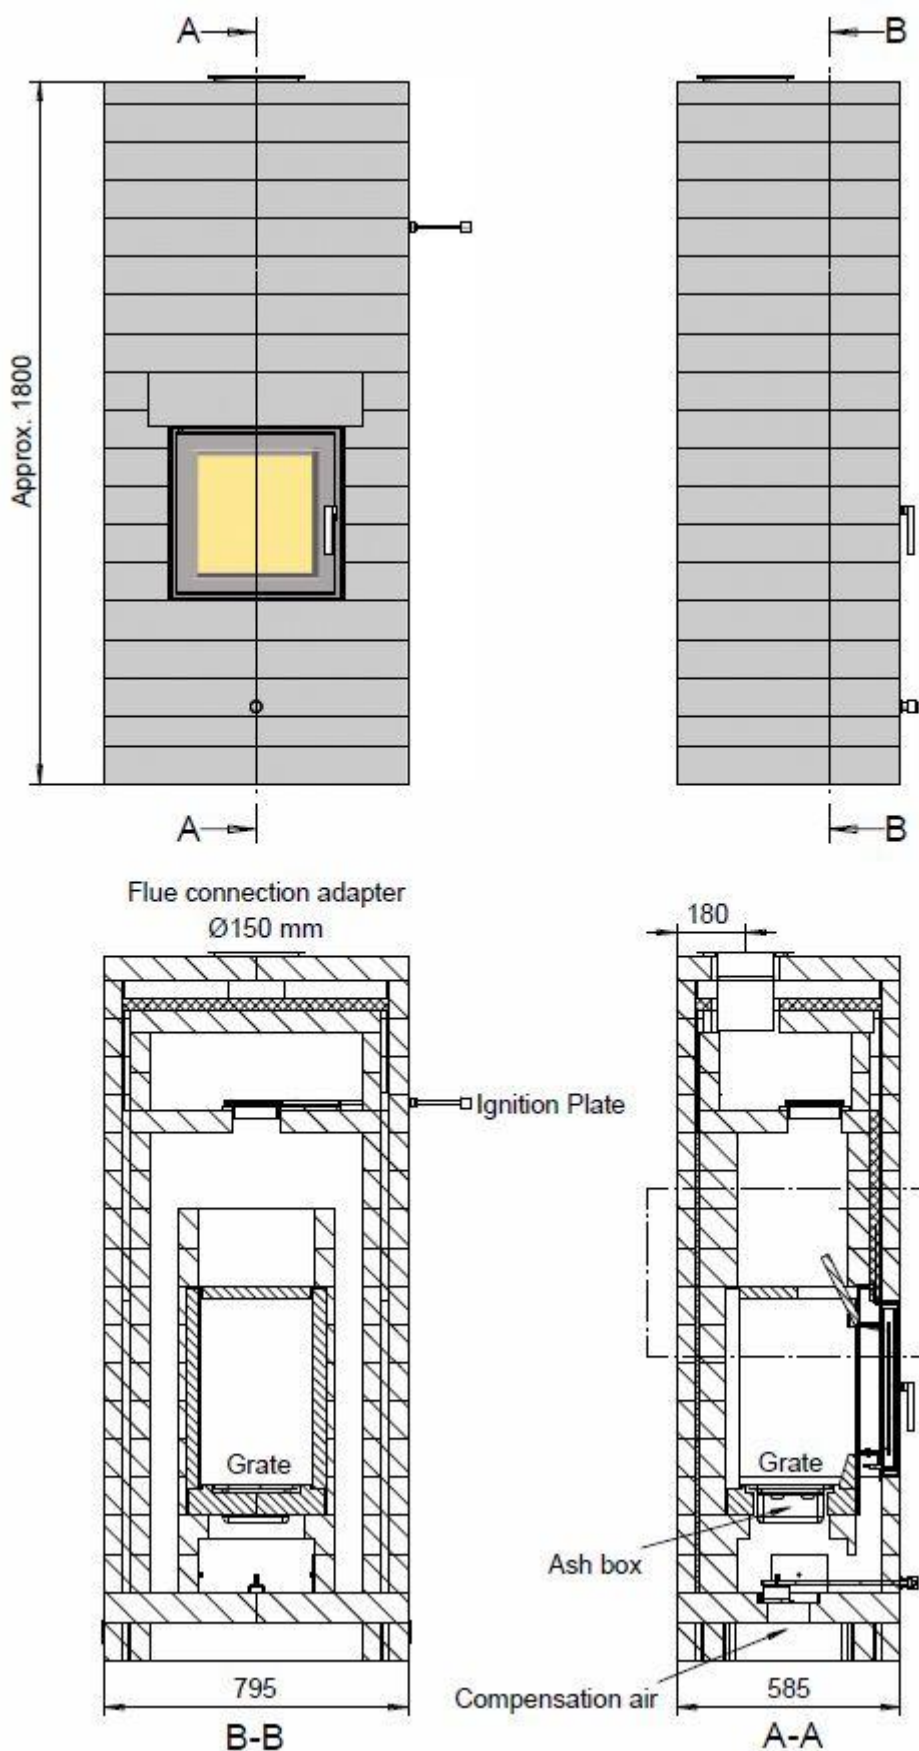 A
B
Approx. 1800
A
B
Flue connection adapter
Ø150 mm
180
Ignition Plate
Grate
Grate
Ash box
Compensation air
795
585
B-B
A-A